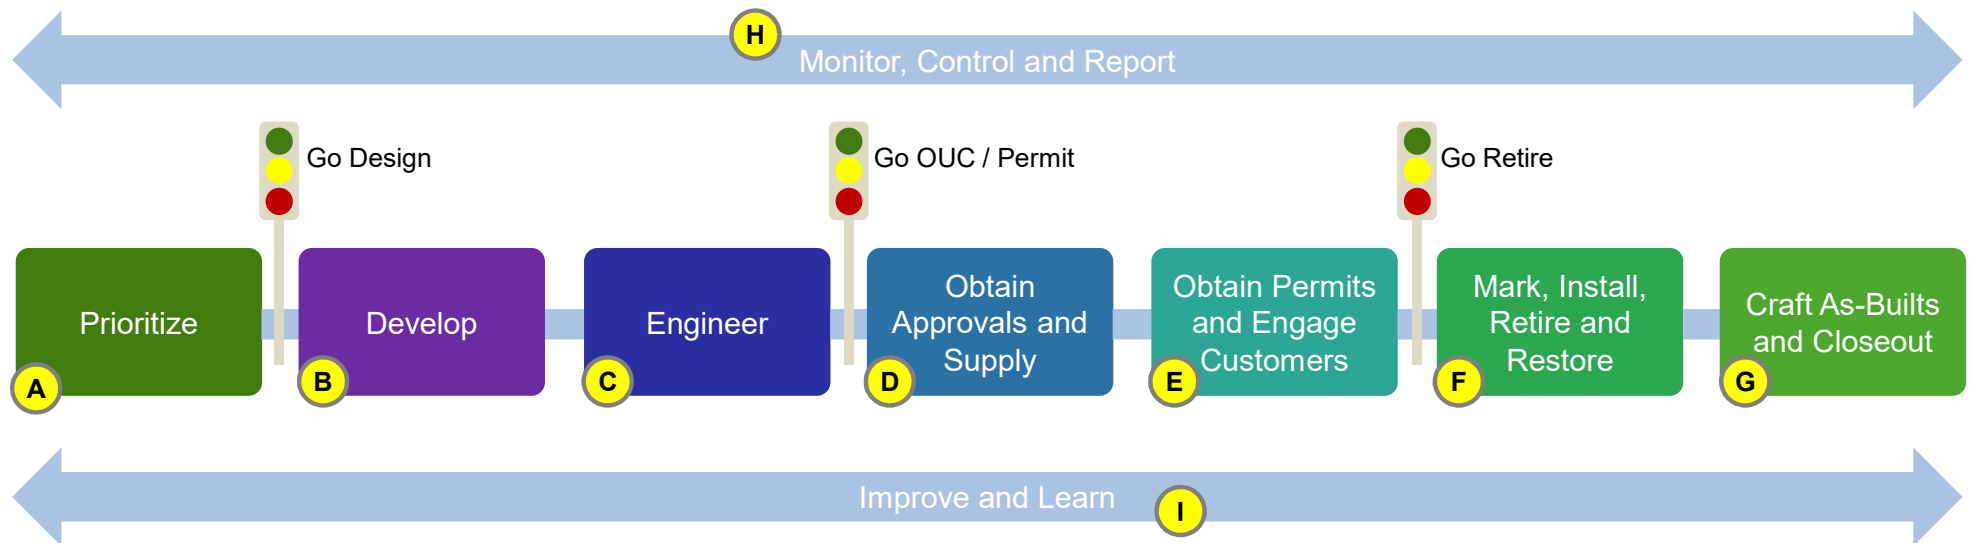 H
Monitor, Control and Report
Go Design
Go OUC / Permit
Go Retire
Prioritize
Develop
Engineer
Obtain
Approvals and
Supply
Obtain Permits
and Engage
Customers
Mark, Install,
Retire and
Restore
Craft As-Builts
and Closeout
A
B
C
D
E
F
G
Improve and Learn
I